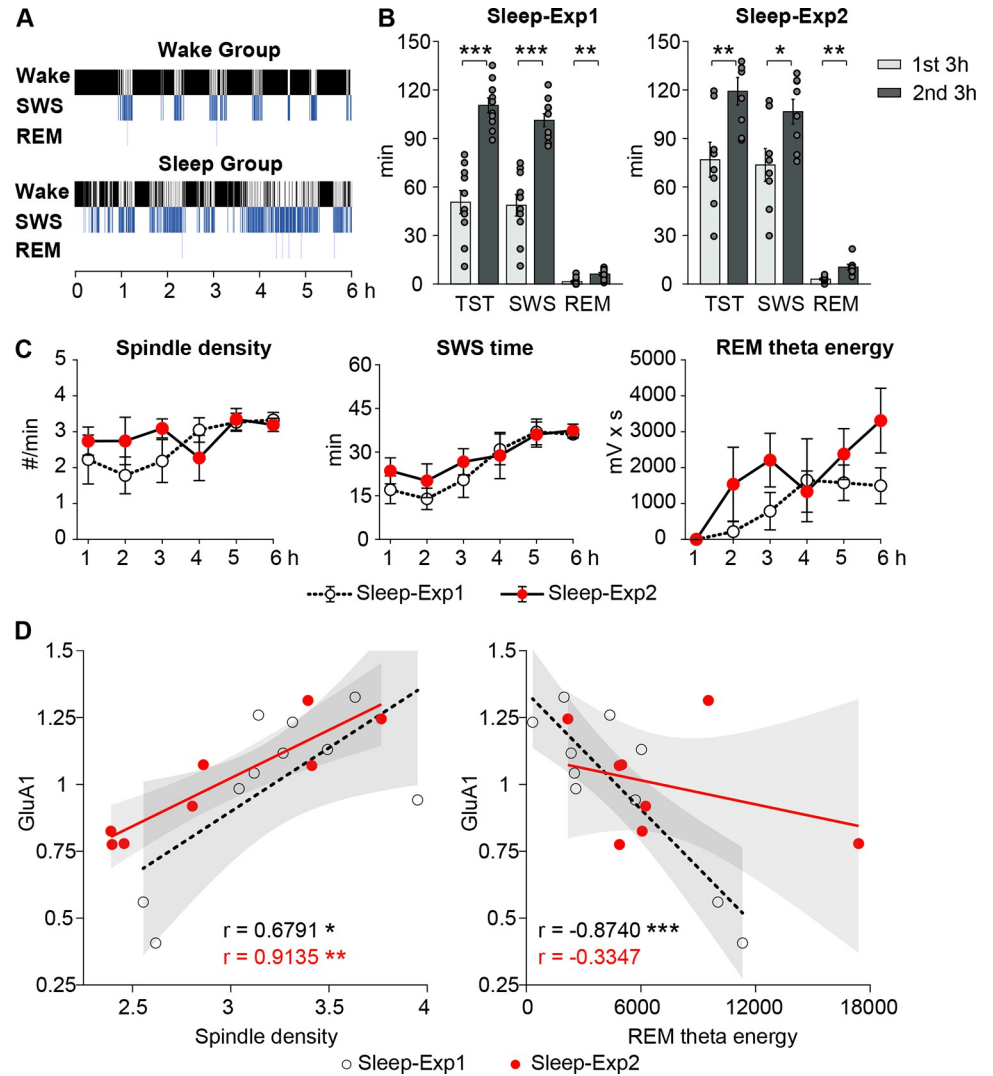 A
Wake Group
Wake
SWS
REM
Sleep Group
Wake
SWS
REM
0 1 2 3 4 5 6 h
B
Sleep-Exp1
150
120
90
60
30
0
min
*** *** **
TST SWS REM
Sleep-Exp2
150
120
90
60
30
0
min
** * **
TST SWS REM
1st 3h
2nd 3h
C
Spindle density
5
4
3
2
1
0
#/min
1 2 3 4 5 6 h
SWS time
60
45
30
15
0
min
1 2 3 4 5 6 h
REM theta energy
5000
4000
3000
2000
1000
0
mV x s
1 2 3 4 5 6 h
Sleep-Exp1 Sleep-Exp2
D
1.5
1.25
1
0.75
0.5
0.25
GluA1
r = 0.6791 *
r = 0.9135 **
2.5 3 3.5 4
Spindle density
1.5
1.25
1
0.75
0.5
0.25
GluA1
r = -0.8740 ***
r = -0.3347
0 6000 12000 18000
REM theta energy
Sleep-Exp1 Sleep-Exp2